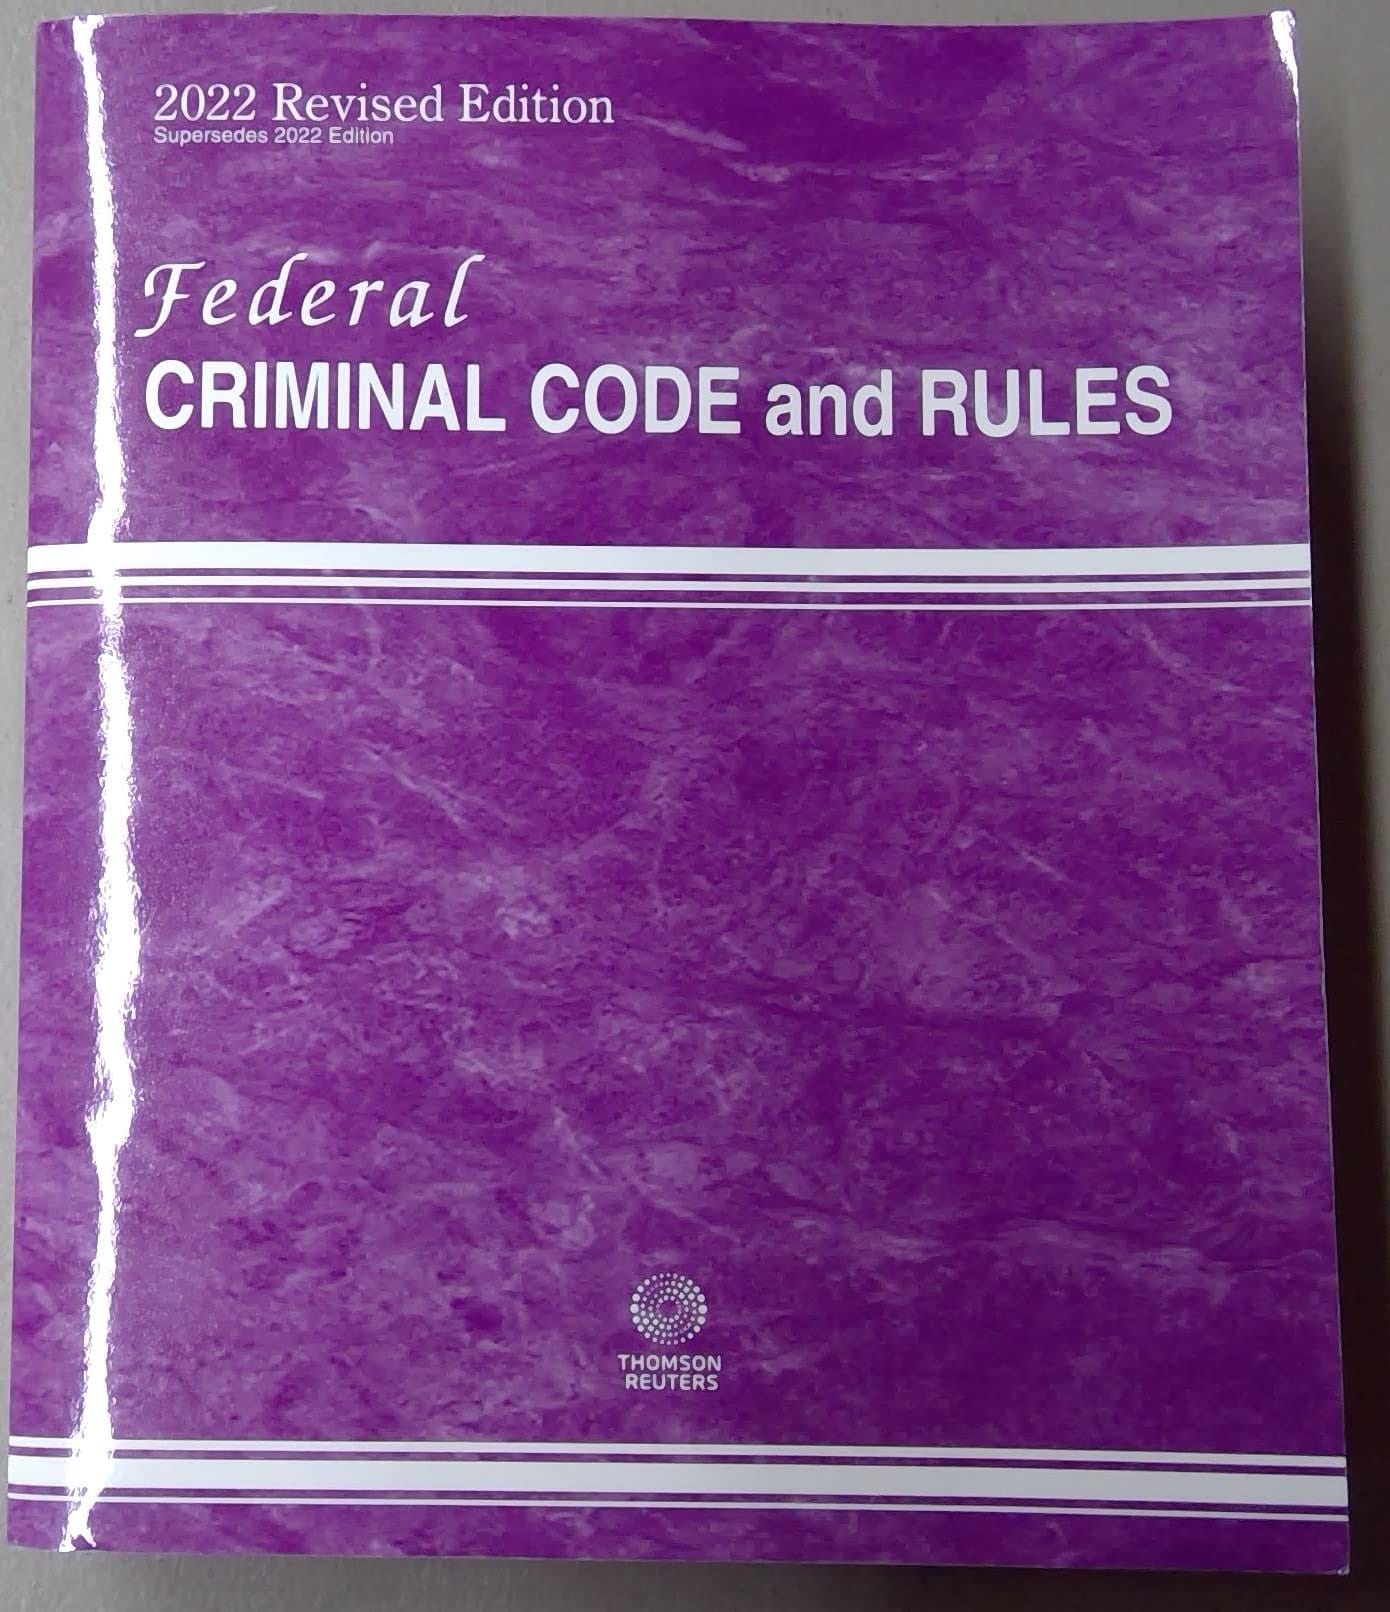 2022 Revised Edition
Supersedes 2022 Edition
Federal
CRIMINAL CODE and RULES
THOMSON
REUTERS